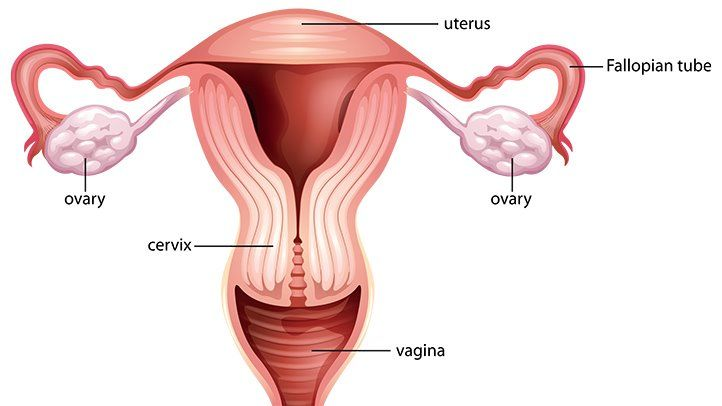 uterus
Fallopian tube
ovary
ovary
cervix
vagina